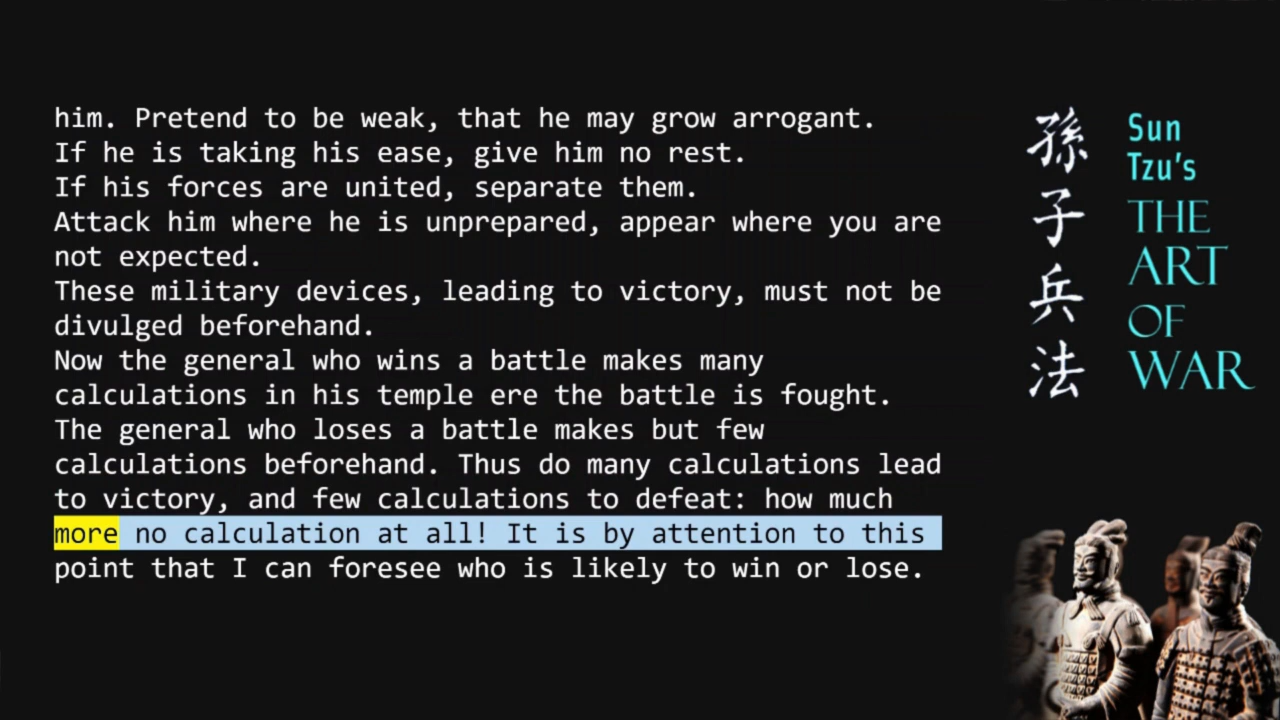 him. Pretend to be weak, that he may grow arrogant.
If he is taking his ease, give him no rest.
If his forces are united, separate them.
Attack him where he is unprepared, appear where you are
not expected.
These military devices, leading to victory, must not be
divulged beforehand.
Now the general who wins a battle makes many
calculations in his temple ere the battle is fought.
The general who loses a battle makes but few
calculations beforehand. Thus do many calculations lead
to victory, and few calculations to defeat: how much
more no calculation at all! It is by attention to this
point that I can foresee who is likely to win or lose.
孫子兵法
Sun
Tzu's
THE
ART
OF
WAR